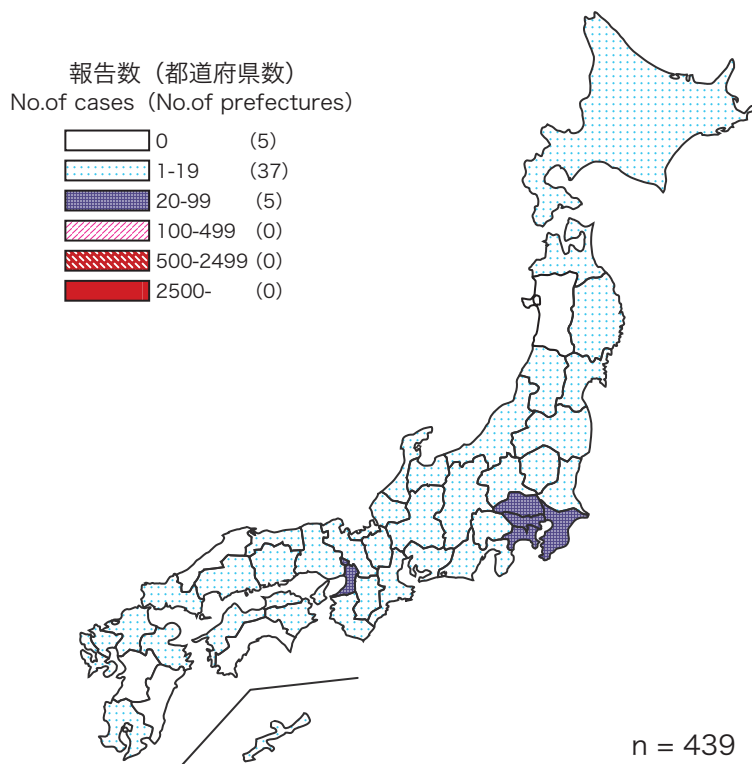 報告数（都道府県数）
No.of cases（No.of prefectures）
0 (5)
1-19 (37)
20-99 (5)
100-499 (0)
500-2499 (0)
2500- (0)
n = 439